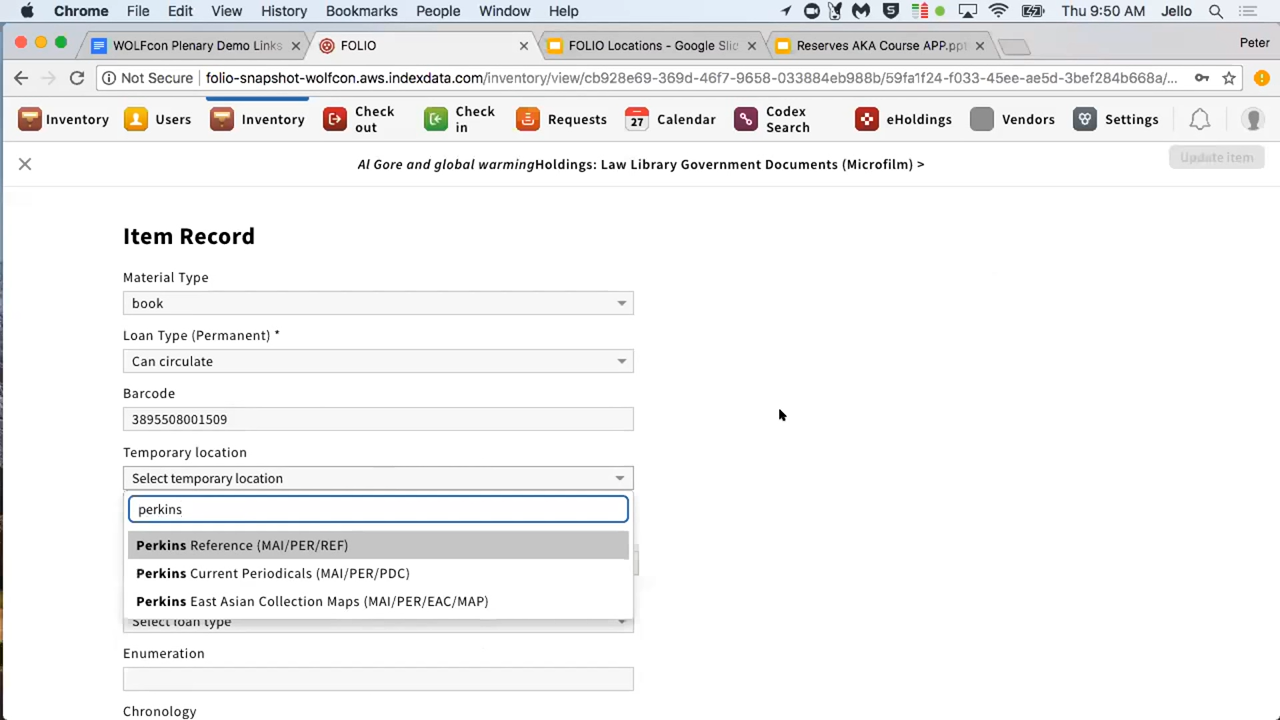 Chrome File Edit View History Bookmarks People Window Help Thu 9:50 AM Jello
WOLFcon Plenary Demo Links FOLIO FOLIO Locations - Google Slid Reserves AKA Course APP.ppt Peter
Not Secure folio-snapshot-wolfcon.aws.indexdata.com/inventory/view/cb928e69-369d-46f7-9658-033884eb988b/59fa1f24-f033-45ee-ae5d-3bef284b668a/...
Inventory Users Inventory Check out Check in Requests 27 Calendar Codex Search eHoldings Vendors Settings
Al Gore and global warmingHoldings: Law Library Government Documents (Microfilm) > Update item
Item Record
Material Type
book
Loan Type (Permanent) *
Can circulate
Barcode
3895508001509
Temporary location
Select temporary location
perkins
Perkins Reference (MAI/PER/REF)
Perkins Current Periodicals (MAI/PER/PDC)
Perkins East Asian Collection Maps (MAI/PER/EAC/MAP)
Select loan type
Enumeration
Chronology